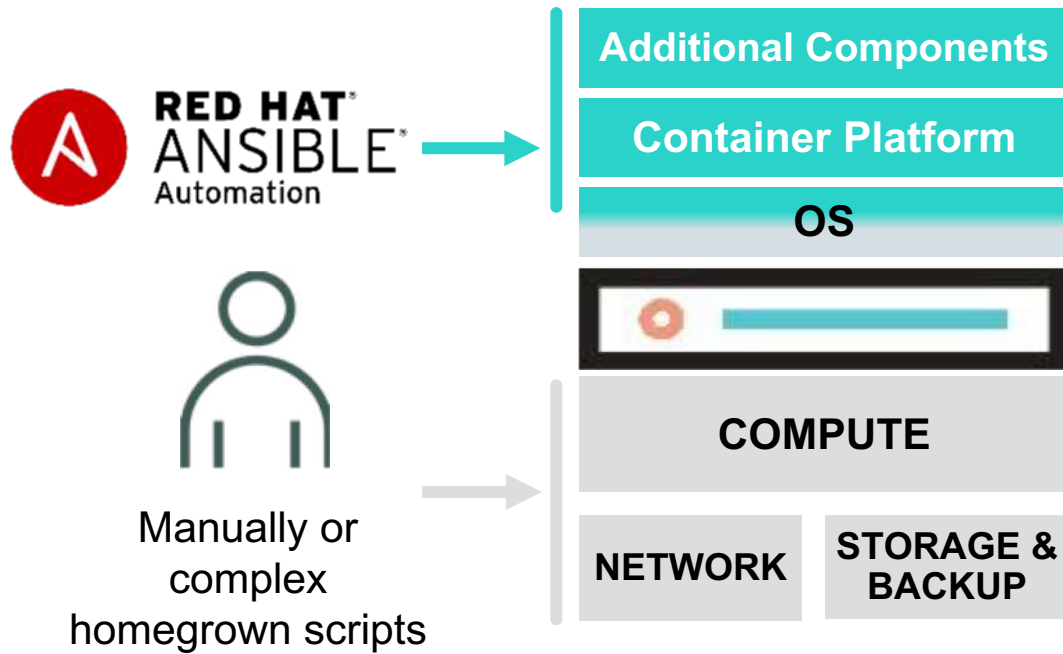 RED HAT®
ANSIBLE®
Automation
Manually or
complex
homegrown scripts
Additional Components
Container Platform
OS
COMPUTE
NETWORK
STORAGE &
BACKUP